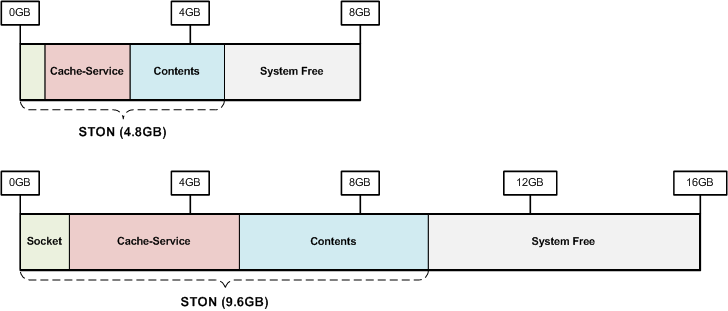 0GB 4GB 8GB
Cache-Service Contents System Free
STON (4.8GB)
0GB 4GB 8GB 12GB 16GB
Socket Cache-Service Contents System Free
STON (9.6GB)